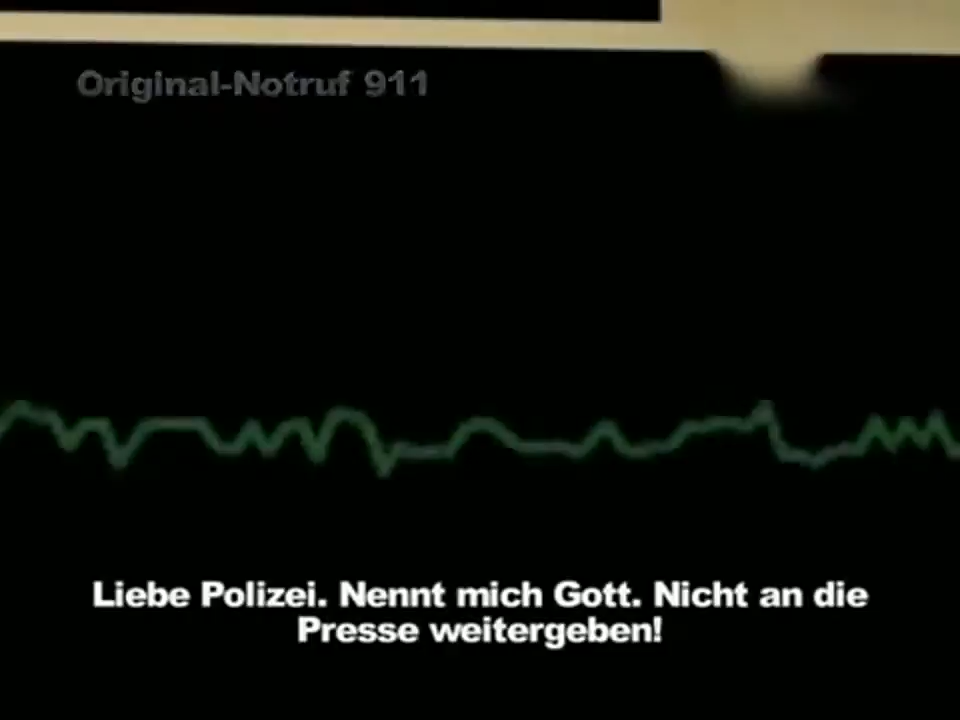 Original-Notruf 911
Liebe Polizei. Nennt mich Gott. Nicht an die
Presse weitergeben!